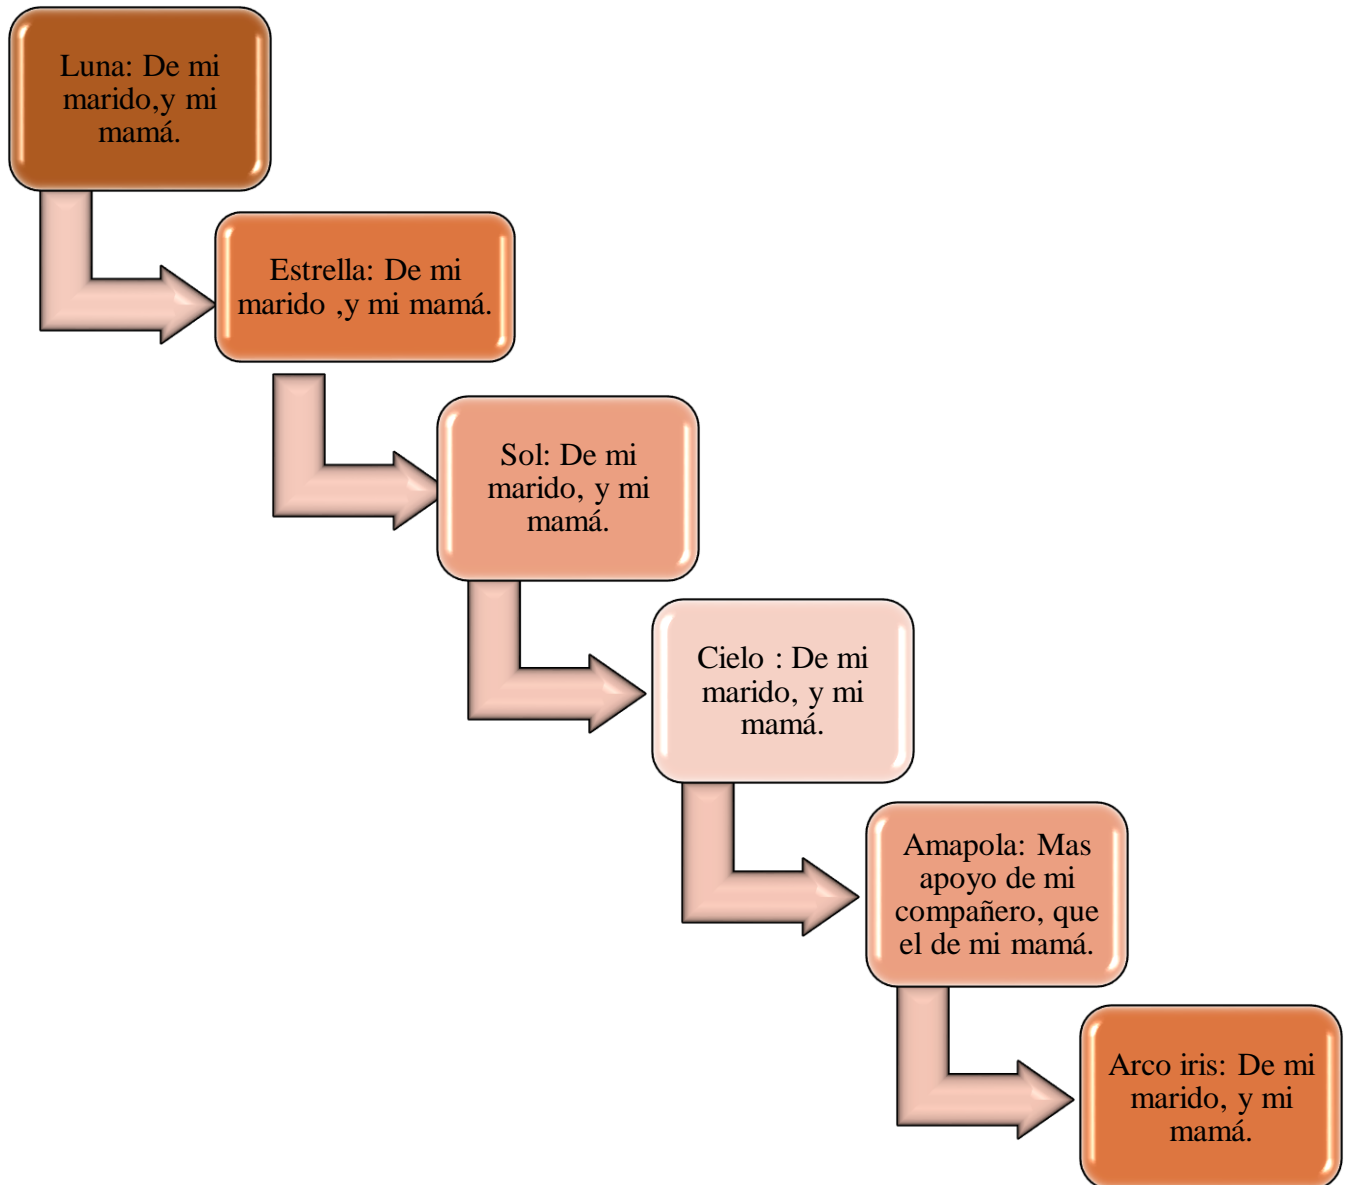 Luna: De mi
marido,y mi
mamá.
Estrella: De mi
marido ,y mi mamá.
Sol: De mi
marido, y mi
mamá.
Cielo : De mi
marido, y mi
mamá.
Amapola: Mas
apoyo de mi
compañero, que
el de mi mamá.
Arco iris: De mi
marido, y mi
mamá.